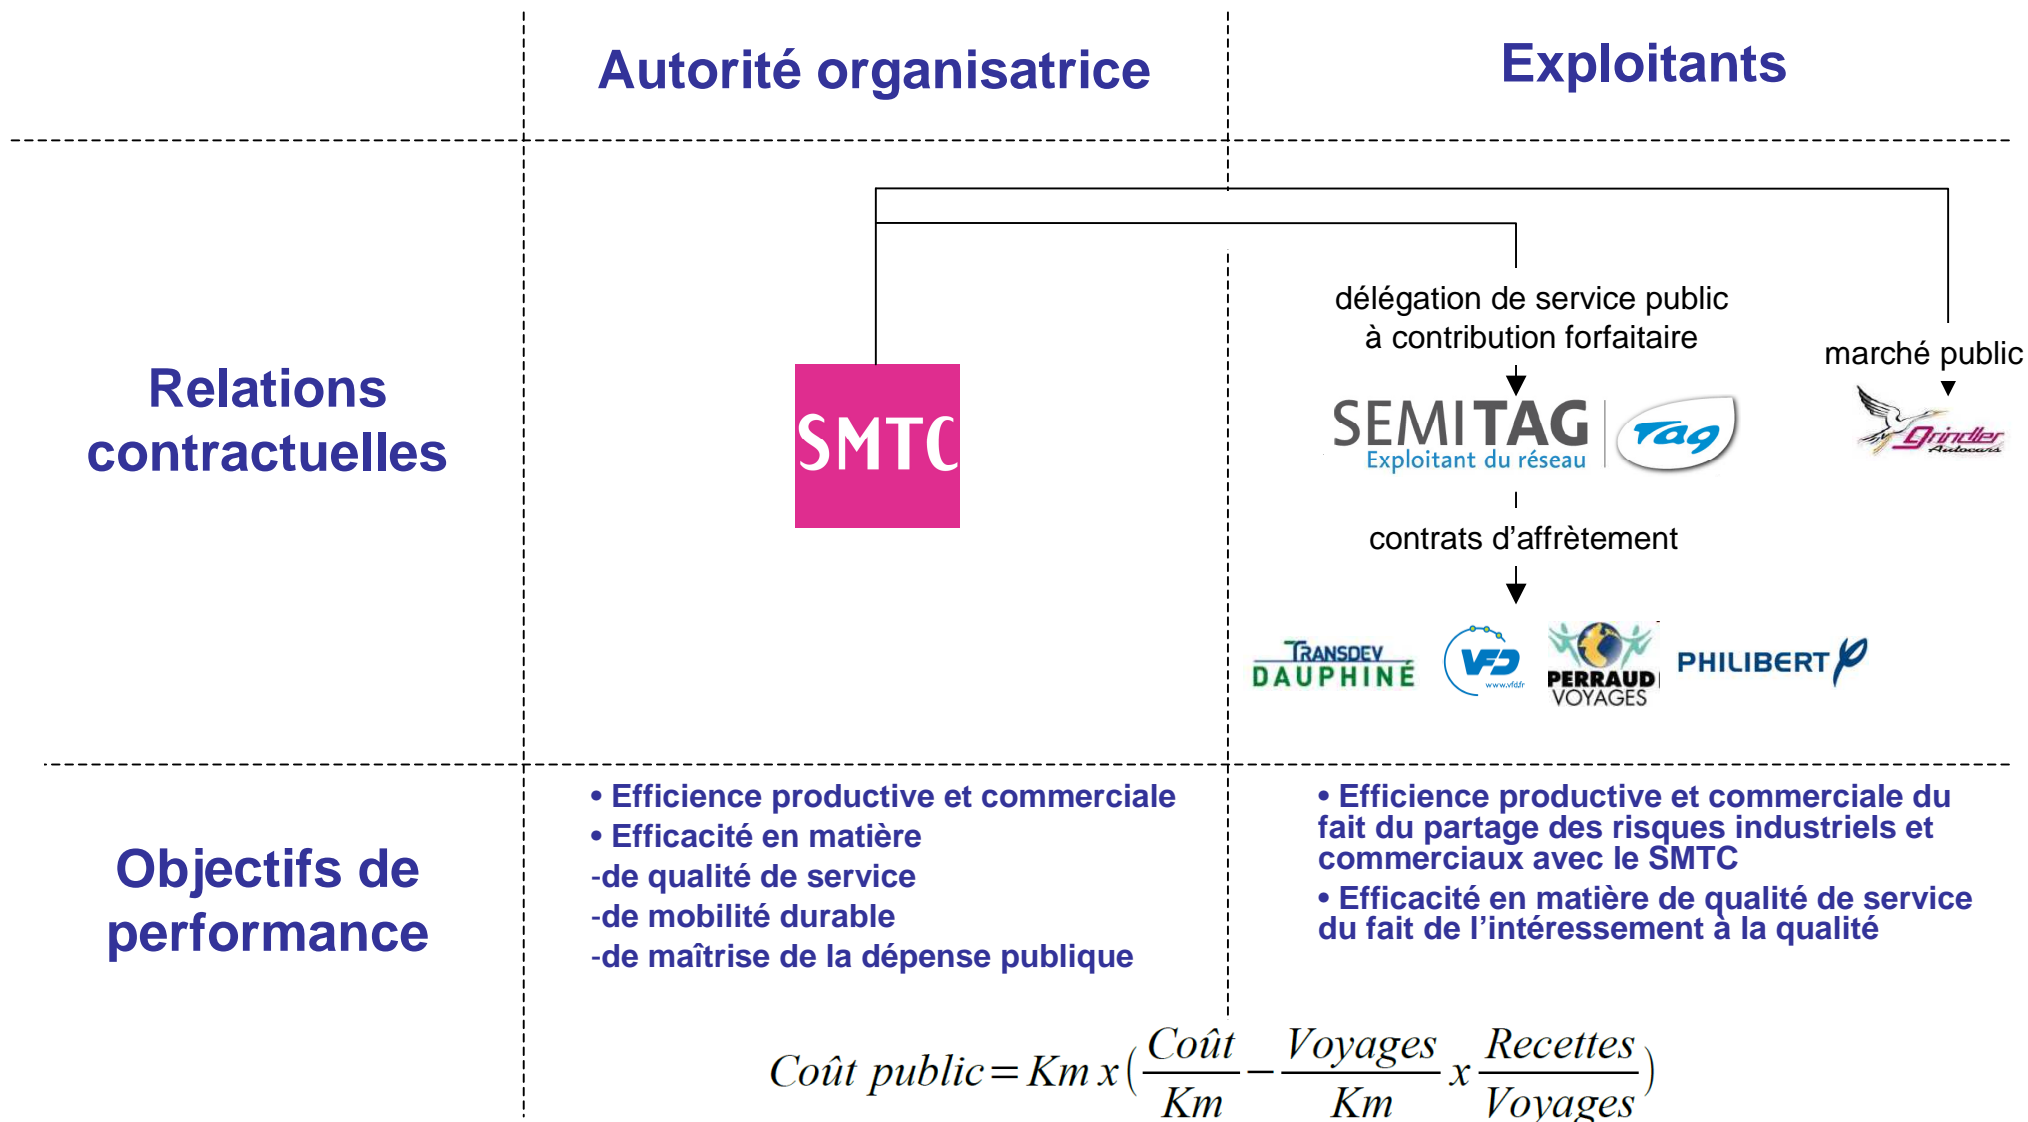 Autorité organisatrice
Exploitants
Relations
contractuelles
délégation de service public
à contribution forfaitaire
marché public
SMTC
SEMITAG
Exploitant du réseau
Tag
Grindler
Autocars
contrats d’affrètement
TRANSDEV
DAUPHINÉ
VFD
www.vfd.fr
PERRAUD
VOYAGES
PHILIBERT
Objectifs de
performance
• Efficience productive et commerciale
• Efficacité en matière
-de qualité de service
-de mobilité durable
-de maîtrise de la dépense publique
• Efficience productive et commerciale du
fait du partage des risques industriels et
commerciaux avec le SMTC
• Efficacité en matière de qualité de service
du fait de l’intéressement à la qualité
Coût public = Km x (Coût/Km − Voyages/Km x Recettes/Voyages)